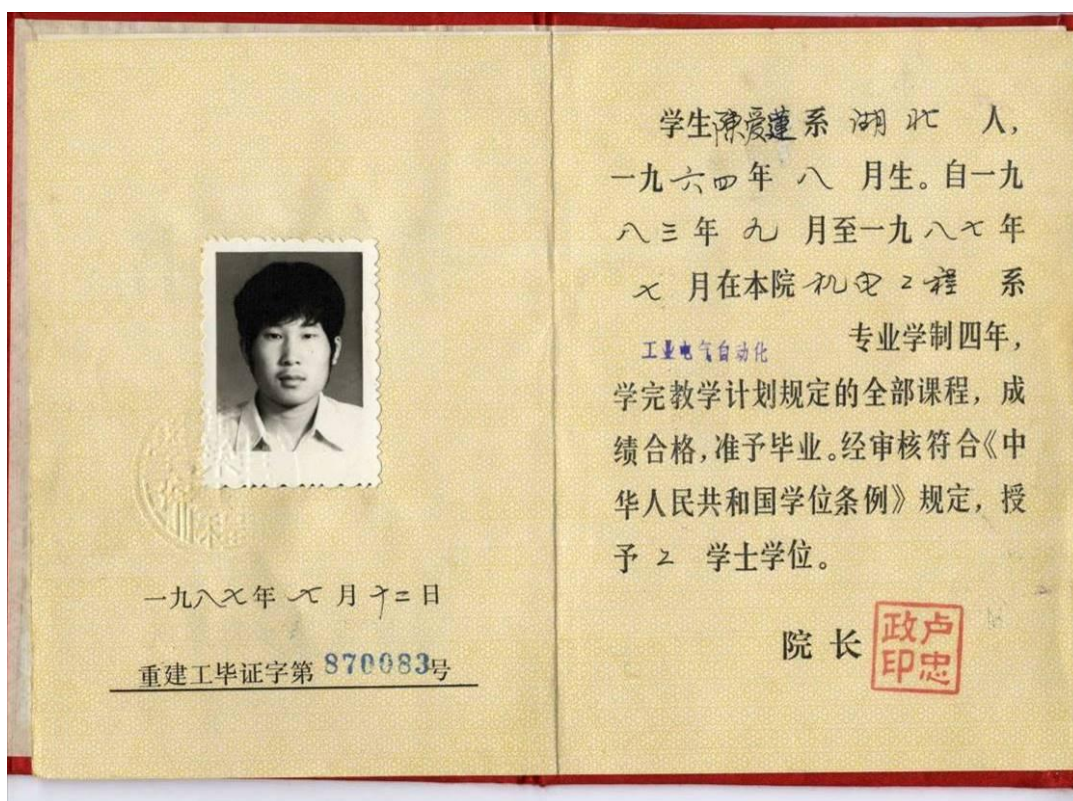 一九八七年七月十二日
重建工毕证字第870083号
学生陳爱蓮系湖北人，
一九六四年八月生。自一九
八三年九月至一九八七年
七月在本院机电工程系
工业电气自动化专业学制四年，
学完教学计划规定的全部课程，成
绩合格，准予毕业。经审核符合《中
华人民共和国学位条例》规定，授
予工学士学位。
院长
卢忠政印